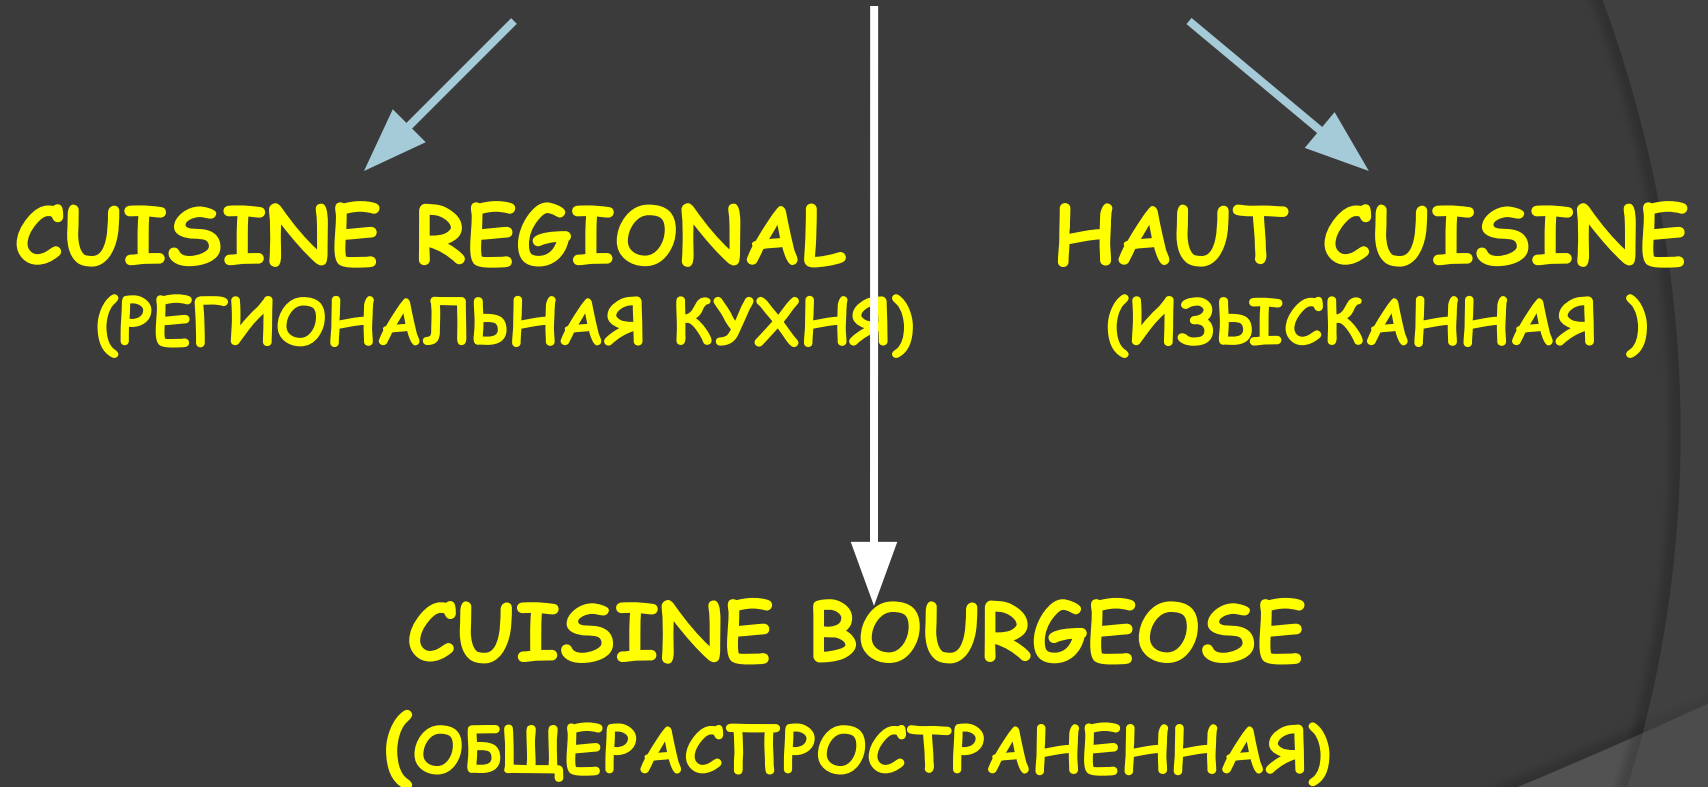 CUISINE REGIONAL
(РЕГИОНАЛЬНАЯ КУХНЯ)
HAUT CUISINE
(ИЗЫСКАННАЯ )
CUISINE BOURGEOSE
(ОБЩЕРАСПРОСТРАНЕННАЯ)